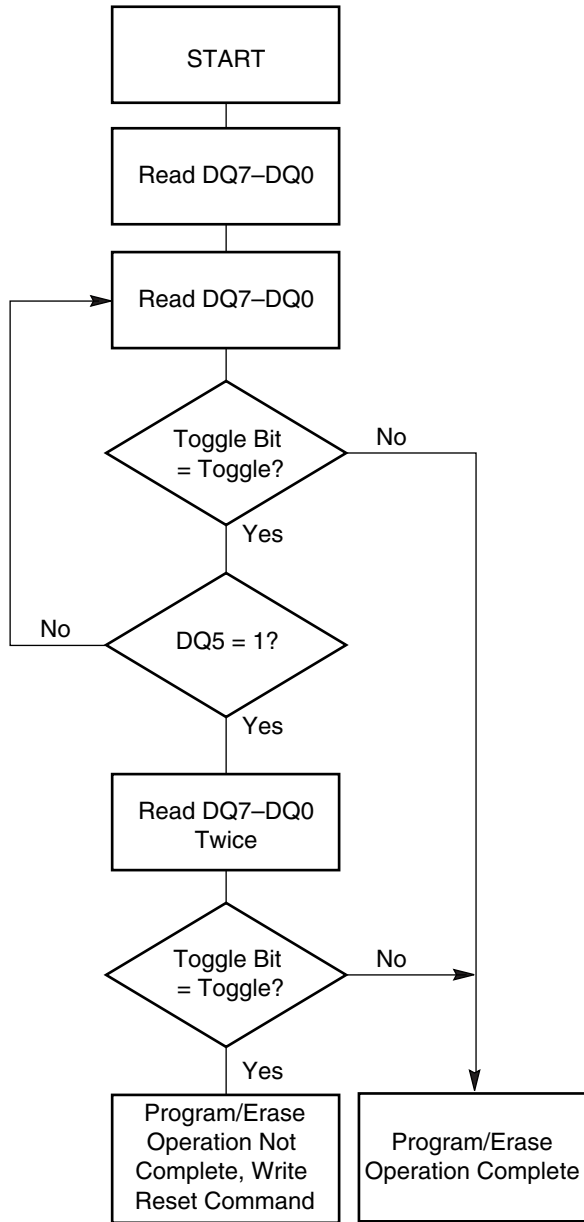 START
Read DQ7–DQ0
Read DQ7–DQ0
Toggle Bit
= Toggle?
No
Yes
No
DQ5 = 1?
Yes
Read DQ7–DQ0
Twice
Toggle Bit
= Toggle?
No
Yes
Program/Erase
Operation Not
Complete, Write
Reset Command
Program/Erase
Operation Complete